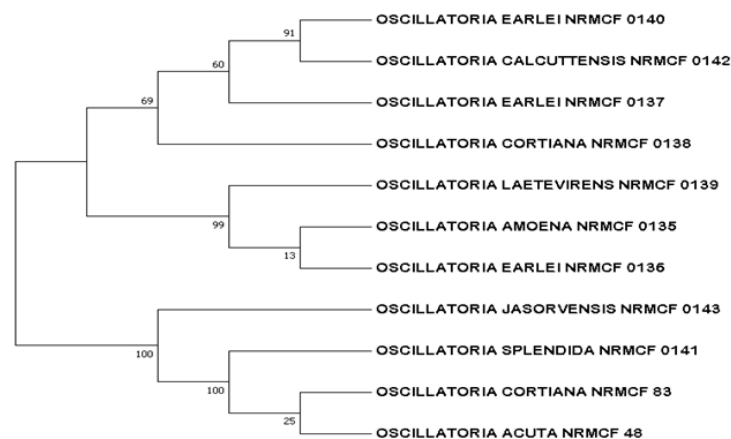 OSCILLATORIA EARLEI NRMCF 0140
91
OSCILLATORIA CALCUTTENSIS NRMCF 0142
60
OSCILLATORIA EARLEI NRMCF 0137
69
OSCILLATORIA CORTIANA NRMCF 0138
OSCILLATORIA LAETEVIRENS NRMCF 0139
99
OSCILLATORIA AMOENA NRMCF 0135
13
OSCILLATORIA EARLEI NRMCF 0136
OSCILLATORIA JASORVENSIS NRMCF 0143
100
OSCILLATORIA SPLENDIDA NRMCF 0141
100
OSCILLATORIA CORTIANA NRMCF 83
25
OSCILLATORIA ACUTA NRMCF 48